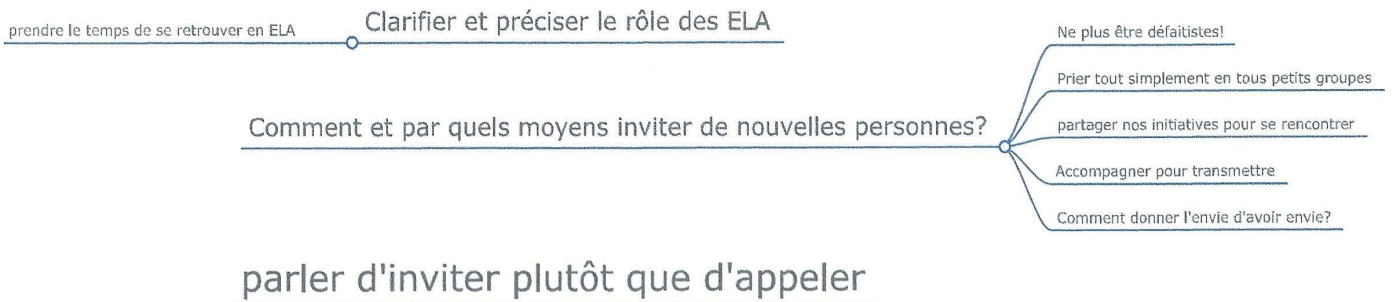 prendre le temps de se retrouver en ELA
Clarifier et préciser le rôle des ELA
Comment et par quels moyens inviter de nouvelles personnes?
Ne plus être défaitistes!
Prier tout simplement en tous petits groupes
partager nos initiatives pour se rencontrer
Accompagner pour transmettre
Comment donner l'envie d'avoir envie?
parler d'inviter plutôt que d'appeler